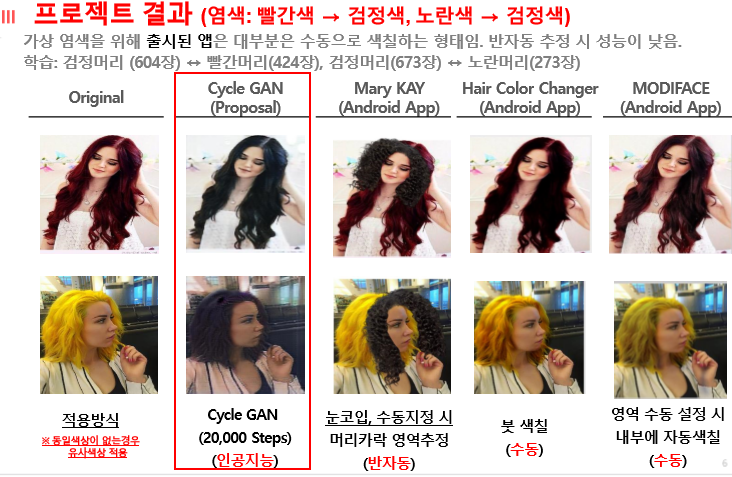 Ⅲ 프로젝트 결과 (염색: 빨간색 → 검정색, 노란색 → 검정색)
가상 염색을 위해 출시된 앱은 대부분은 수동으로 색칠하는 형태임. 반자동 추정 시 성능이 낮음.
학습: 검정머리 (604장) ↔ 빨간머리(424장), 검정머리(673장) ↔ 노란머리(273장)
Original
Cycle GAN
(Proposal)
Mary KAY
(Android App)
Hair Color Changer
(Android App)
MODIFACE
(Android App)
적용방식
※ 동일색상이 없는경우
유사색상 적용
Cycle GAN
(20,000 Steps)
(인공지능)
눈코입, 수동지정 시
머리카락 영역추정
(반자동)
붓 색칠
(수동)
영역 수동 설정 시
내부에 자동색칠
(수동)
6